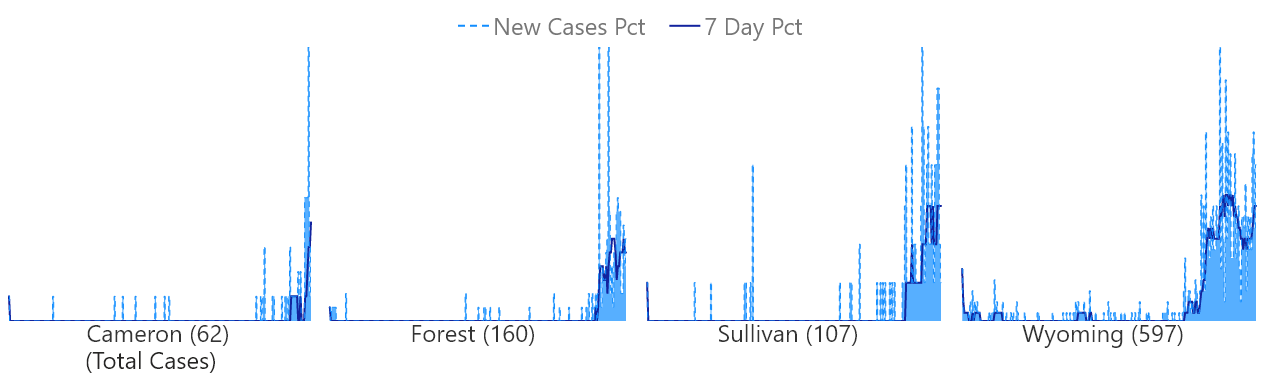 New Cases Pct 7 Day Pct
Cameron (62) Forest (160) Sullivan (107) Wyoming (597)
(Total Cases)